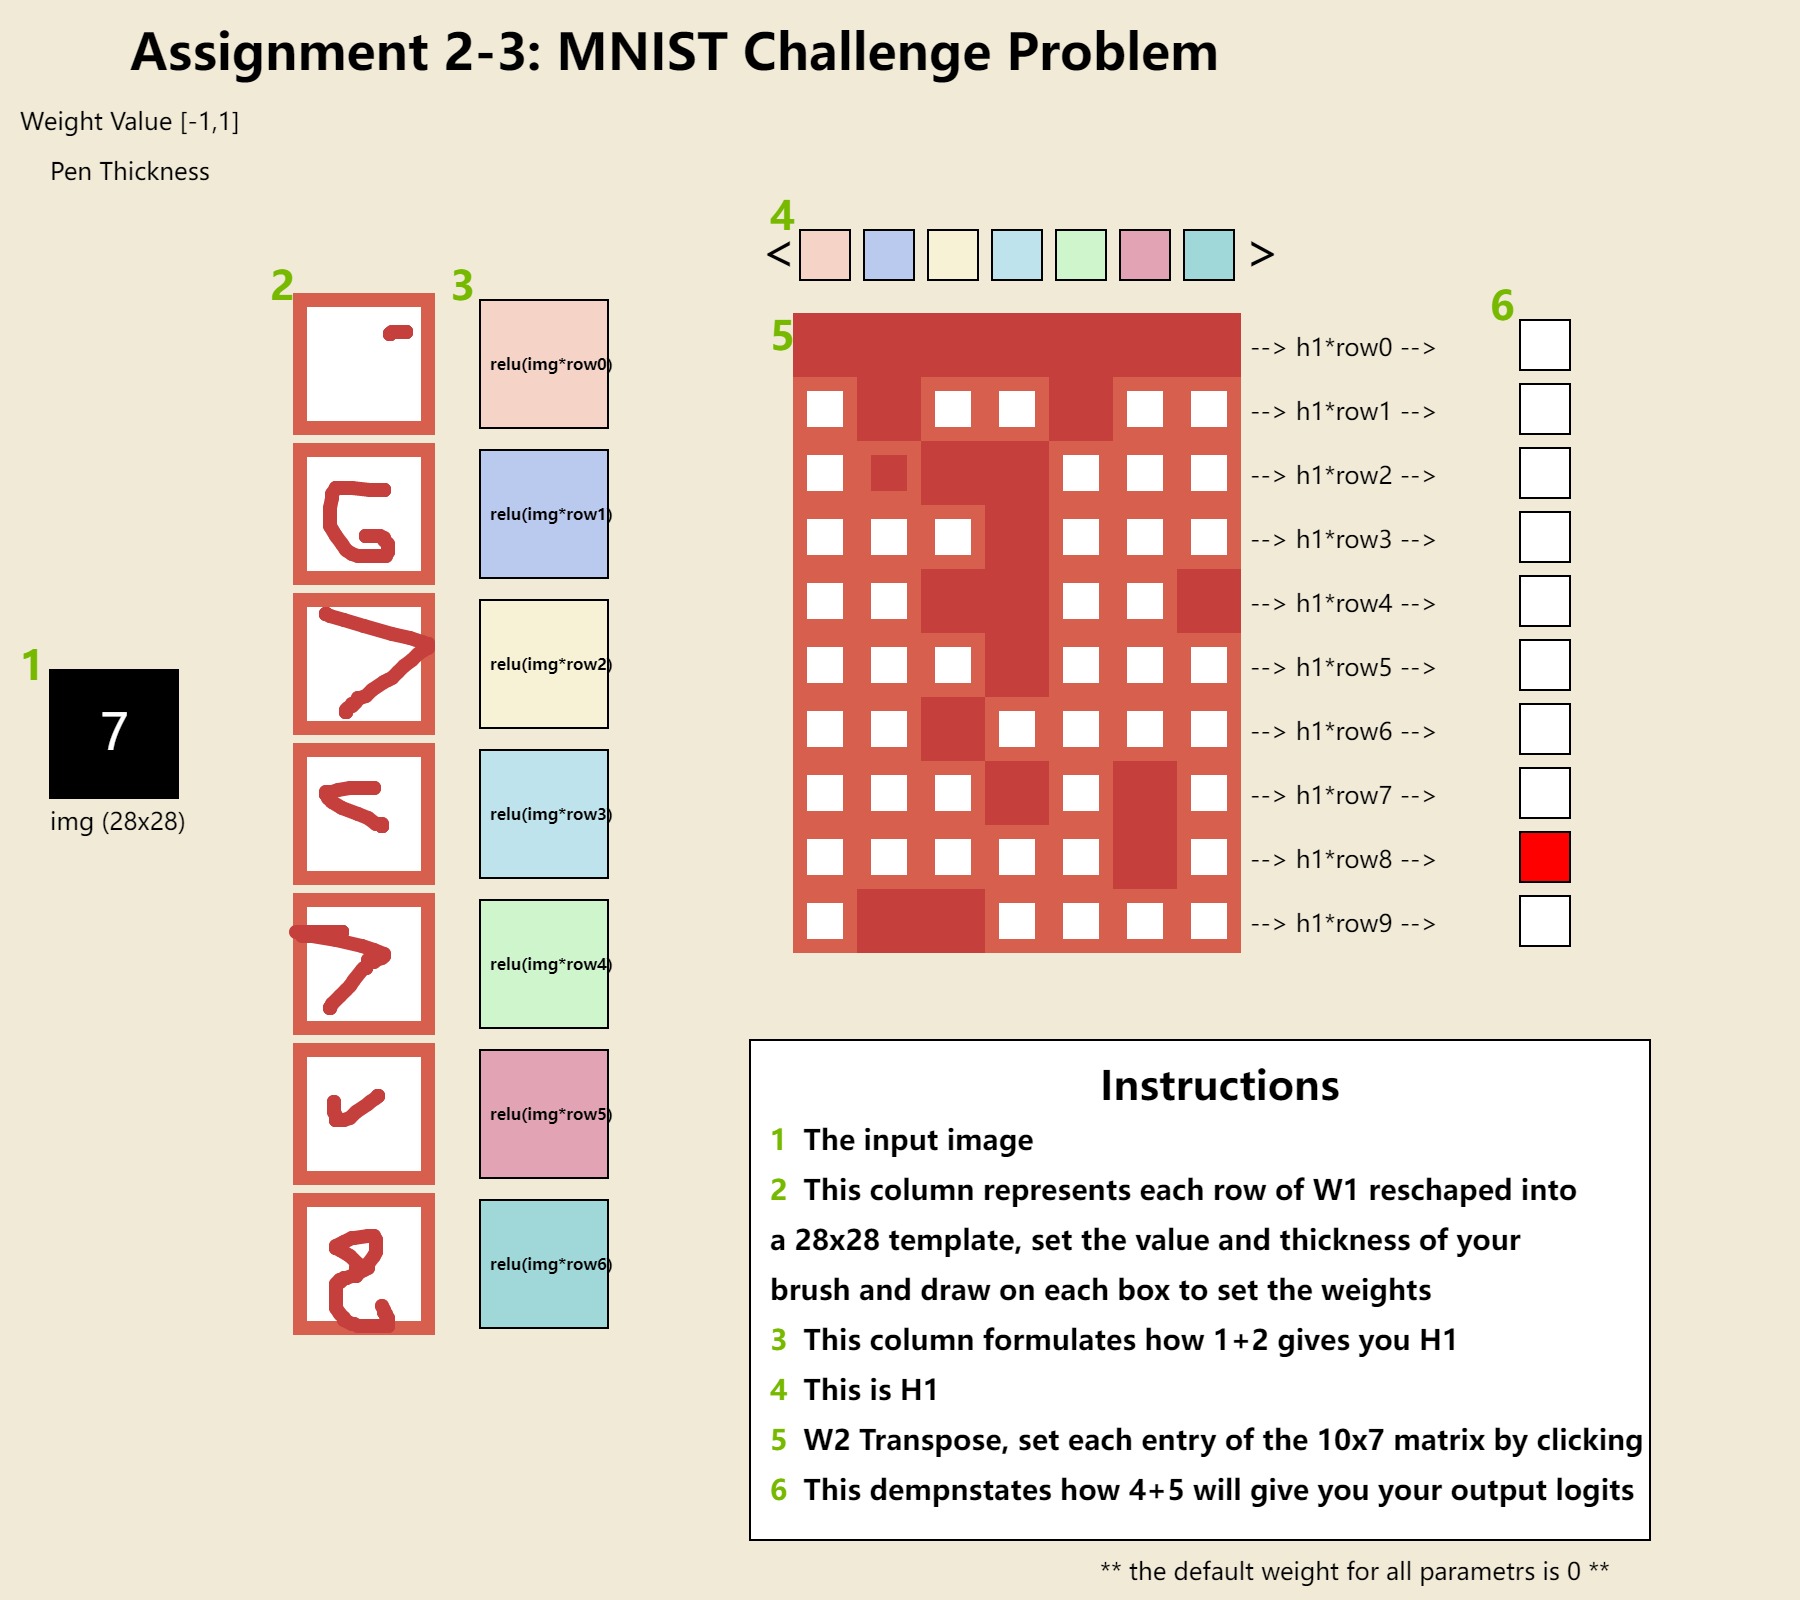 Assignment 2-3: MNIST Challenge Problem
Weight Value [-1,1]
Pen Thickness
1
7
img (28x28)
2
3
relu(img*row0)
relu(img*row1)
relu(img*row2)
relu(img*row3)
relu(img*row4)
relu(img*row5)
relu(img*row6)
4
< >
5
--> h1*row0 -->
--> h1*row1 -->
--> h1*row2 -->
--> h1*row3 -->
--> h1*row4 -->
--> h1*row5 -->
--> h1*row6 -->
--> h1*row7 -->
--> h1*row8 -->
--> h1*row9 -->
6
Instructions
1 The input image
2 This column represents each row of W1 reschaped into
a 28x28 template, set the value and thickness of your
brush and draw on each box to set the weights
3 This column formulates how 1+2 gives you H1
4 This is H1
5 W2 Transpose, set each entry of the 10x7 matrix by clicking
6 This dempnstates how 4+5 will give you your output logits
** the default weight for all parametrs is 0 **